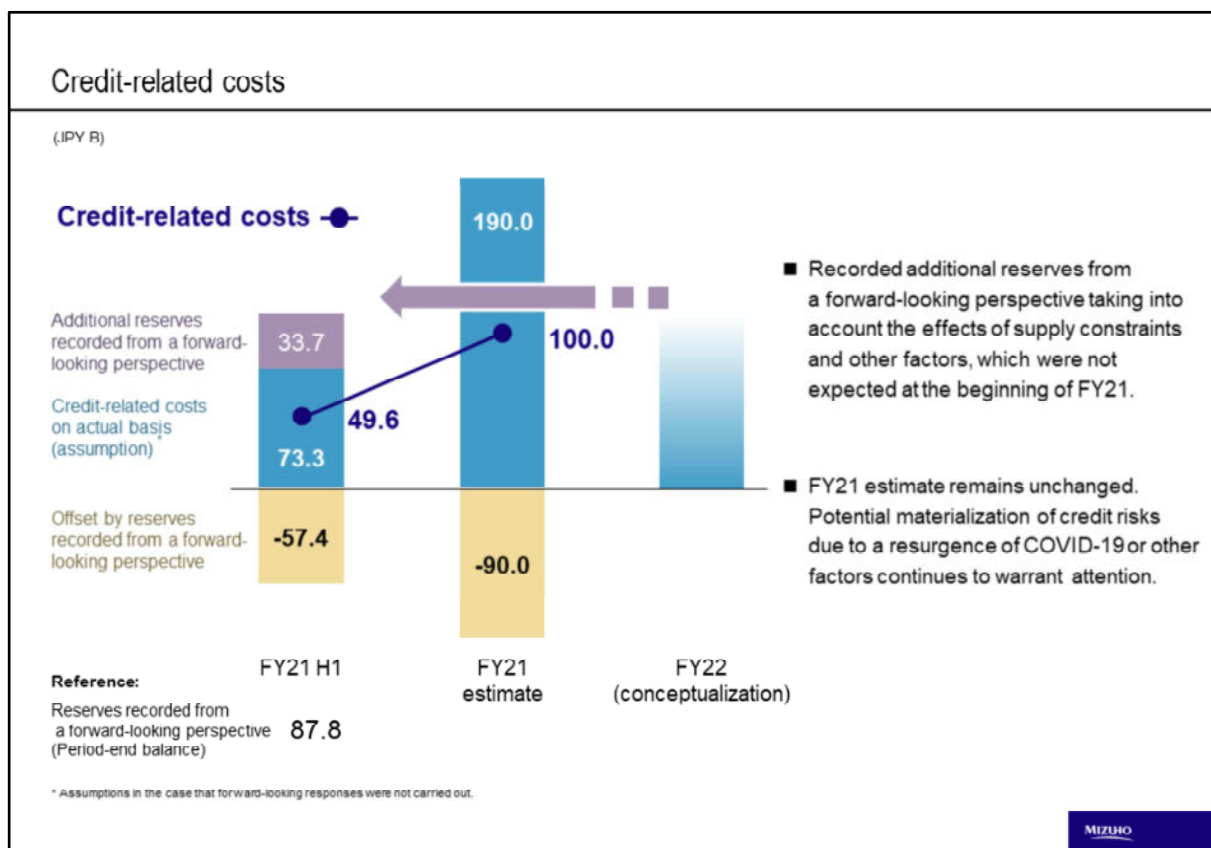 Credit-related costs
(JPY B)
Credit-related costs
190.0
Additional reserves
recorded from a forward-
looking perspective
33.7
100.0
Credit-related costs
on actual basis
(assumption)*
49.6
73.3
Offset by reserves
recorded from a forward-
looking perspective
-57.4
-90.0
FY21 H1
FY21
estimate
FY22
(conceptualization)
■ Recorded additional reserves from
a forward-looking perspective taking into
account the effects of supply constraints
and other factors, which were not
expected at the beginning of FY21.
■ FY21 estimate remains unchanged.
Potential materialization of credit risks
due to a resurgence of COVID-19 or other
factors continues to warrant attention.
Reference:
Reserves recorded from
a forward-looking perspective 87.8
(Period-end balance)
* Assumptions in the case that forward-looking responses were not carried out.
MIZUHO